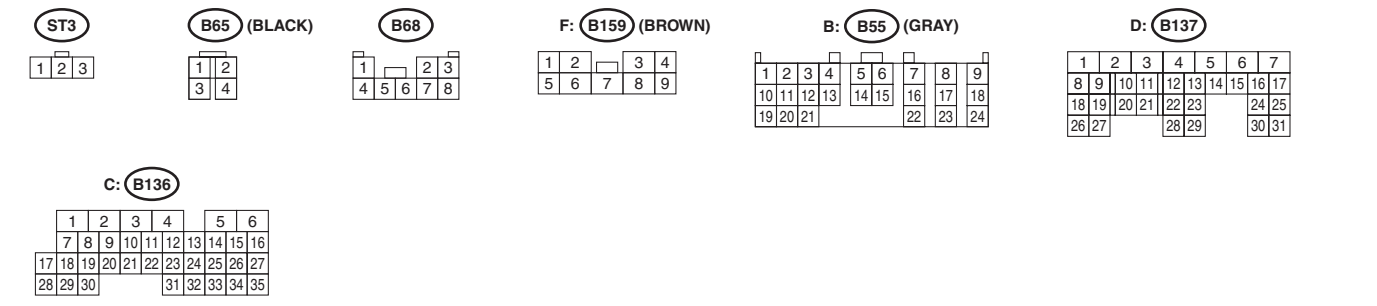 ST3 B65 (BLACK) B68 F: B159 (BROWN) B: B55 (GRAY) D: B137
1 2 3
1 2
3 4
1 2 3
4 5 6 7 8
1 2 3 4
5 6 7 8 9
1 2 3 4 5 6 7 8 9
10 11 12 13 14 15 16 17 18
19 20 21 22 23 24
1 2 3 4 5 6 7
8 9 10 11 12 13 14 15 16 17
18 19 20 21 22 23 24 25
26 27 28 29 30 31
C: B136
1 2 3 4 5 6
7 8 9 10 11 12 13 14 15 16
17 18 19 20 21 22 23 24 25 26 27
28 29 30 31 32 33 34 35